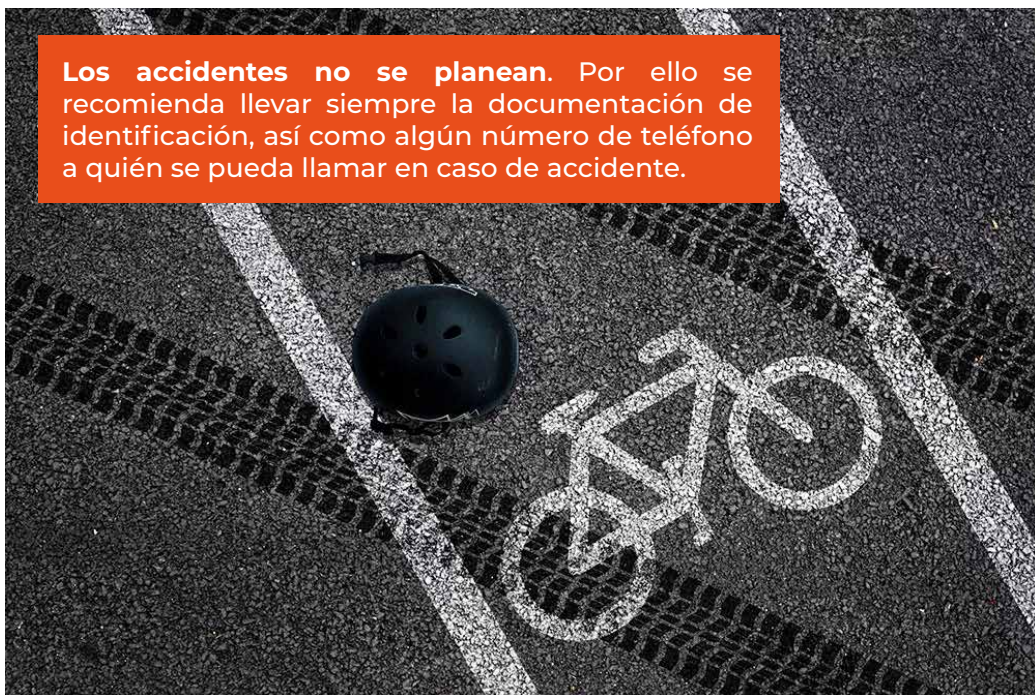 Los accidentes no se planean. Por ello se
recomienda llevar siempre la documentación de
identificación, así como algún número de teléfono
a quién se pueda llamar en caso de accidente.